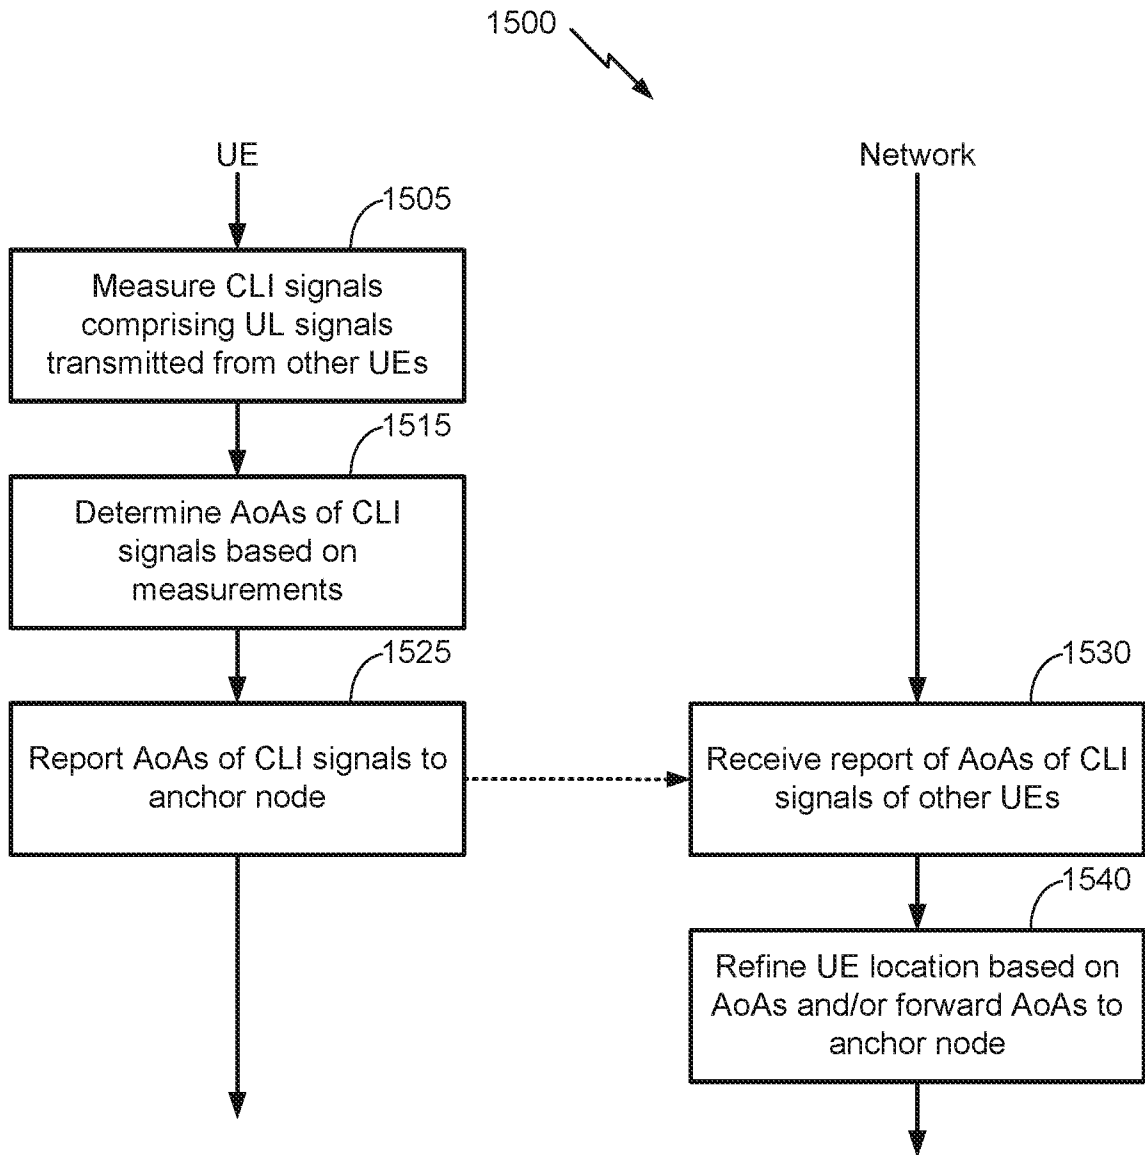 1500
UE
Network
1505
Measure CLI signals
comprising UL signals
transmitted from other UEs
1515
Determine AoAs of CLI
signals based on
measurements
1525
Report AoAs of CLI signals to
anchor node
1530
Receive report of AoAs of CLI
signals of other UEs
1540
Refine UE location based on
AoAs and/or forward AoAs to
anchor node